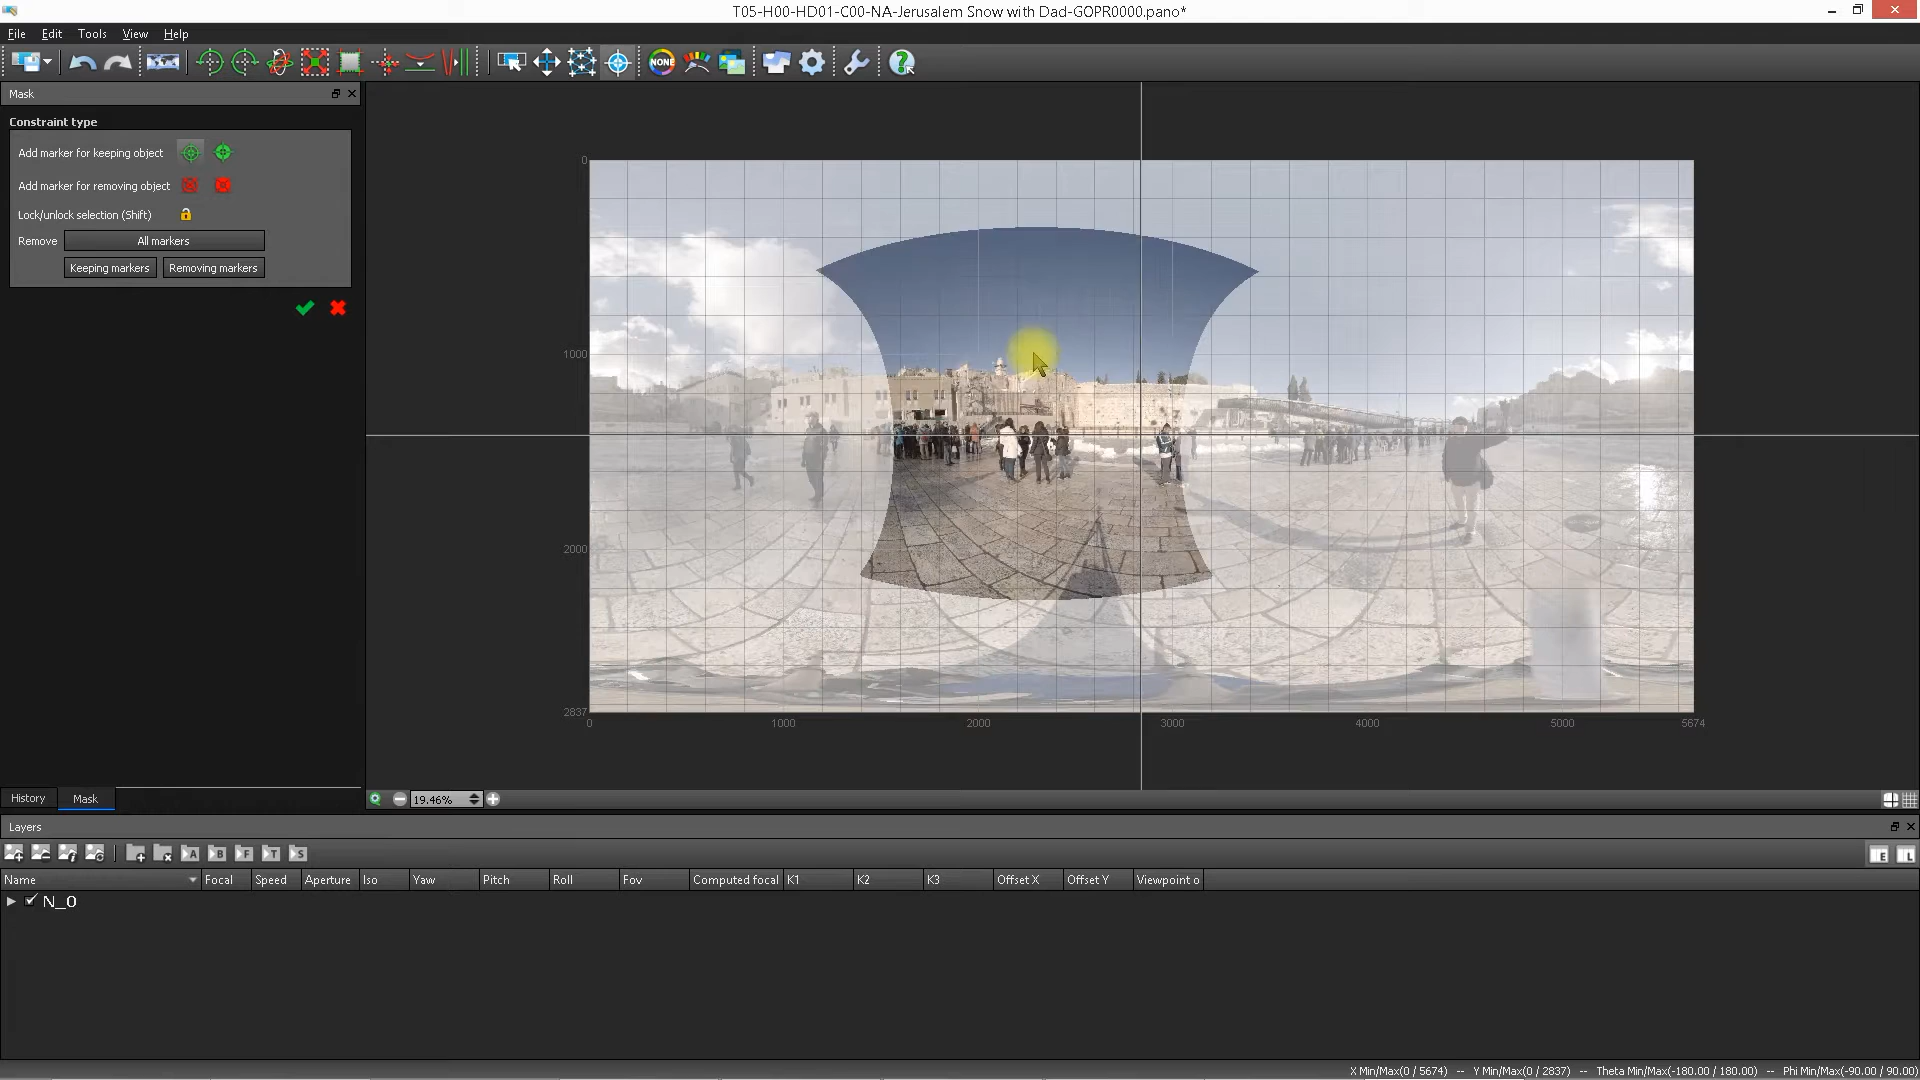 T05-H00-HD01-C00-NA-Jerusalem Snow with Dad-GOPR0000.pano*
File Edit Tools View Help
NONE
Mask
Constraint type
Add marker for keeping object
Add marker for removing object
Lock/unlock selection (Shift)
Remove All markers
Keeping markers Removing markers
0
1000
2000
2837
0 1000 2000 3000 4000 5000 5674
History Mask
19.46%
Layers
A B F T S E L
Name Focal Speed Aperture Iso Yaw Pitch Roll Fov Computed focal K1 K2 K3 Offset X Offset Y Viewpoint o
N_0
X Min/Max(0 / 5674) -- Y Min/Max(0 / 2837) -- Theta Min/Max(-180.00 / 180.00) -- Phi Min/Max(-90.00 / 90.00)